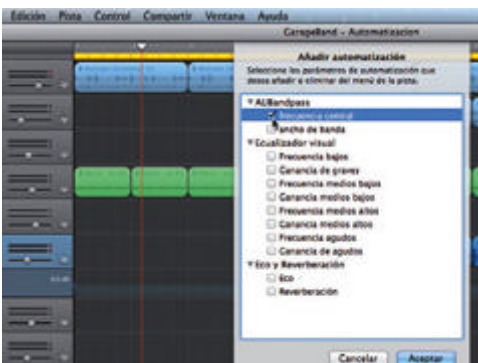 Edición Pista Control Compartir Ventana Ayuda
GarageBand - Automatizacion
Añadir automatización
Seleccione los parámetros de automatización que
desea añadir o eliminar del menú de la pista.
AUBandpass
frecuencia central
ancho de banda
Ecualizador visual
Frecuencia bajos
Ganancia de graves
Frecuencia medios bajos
Ganancia medios bajos
Frecuencia medios altos
Ganancia medios altos
Frecuencia agudos
Ganancia de agudos
Eco y Reverberación
Eco
Reverberación
Cancelar Aceptar